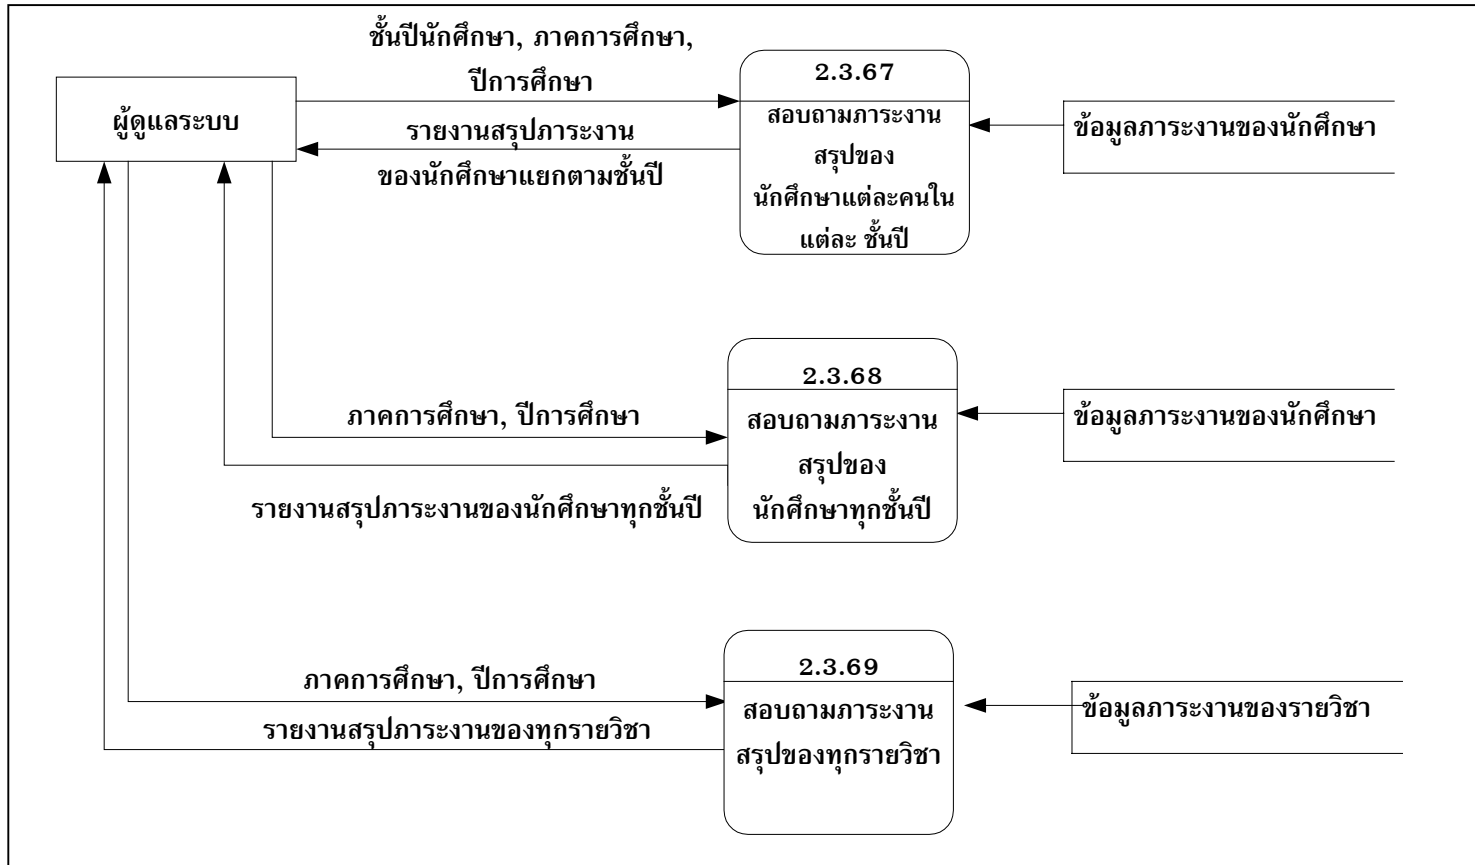 ชั้นปีนักศึกษา, ภาคการศึกษา,
ปีการศึกษา
ผู้ดูแลระบบ
รายงานสรุปภาระงาน
ของนักศึกษาแยกตามชั้นปี
2.3.67
สอบถามภาระงาน
สรุปของ
นักศึกษาแต่ละคนใน
แต่ละ ชั้นปี
ข้อมูลภาระงานของนักศึกษา
ภาคการศึกษา, ปีการศึกษา
รายงานสรุปภาระงานของนักศึกษาทุกชั้นปี
2.3.68
สอบถามภาระงาน
สรุปของ
นักศึกษาทุกชั้นปี
ข้อมูลภาระงานของนักศึกษา
ภาคการศึกษา, ปีการศึกษา
รายงานสรุปภาระงานของทุกรายวิชา
2.3.69
สอบถามภาระงาน
สรุปของทุกรายวิชา
ข้อมูลภาระงานของรายวิชา